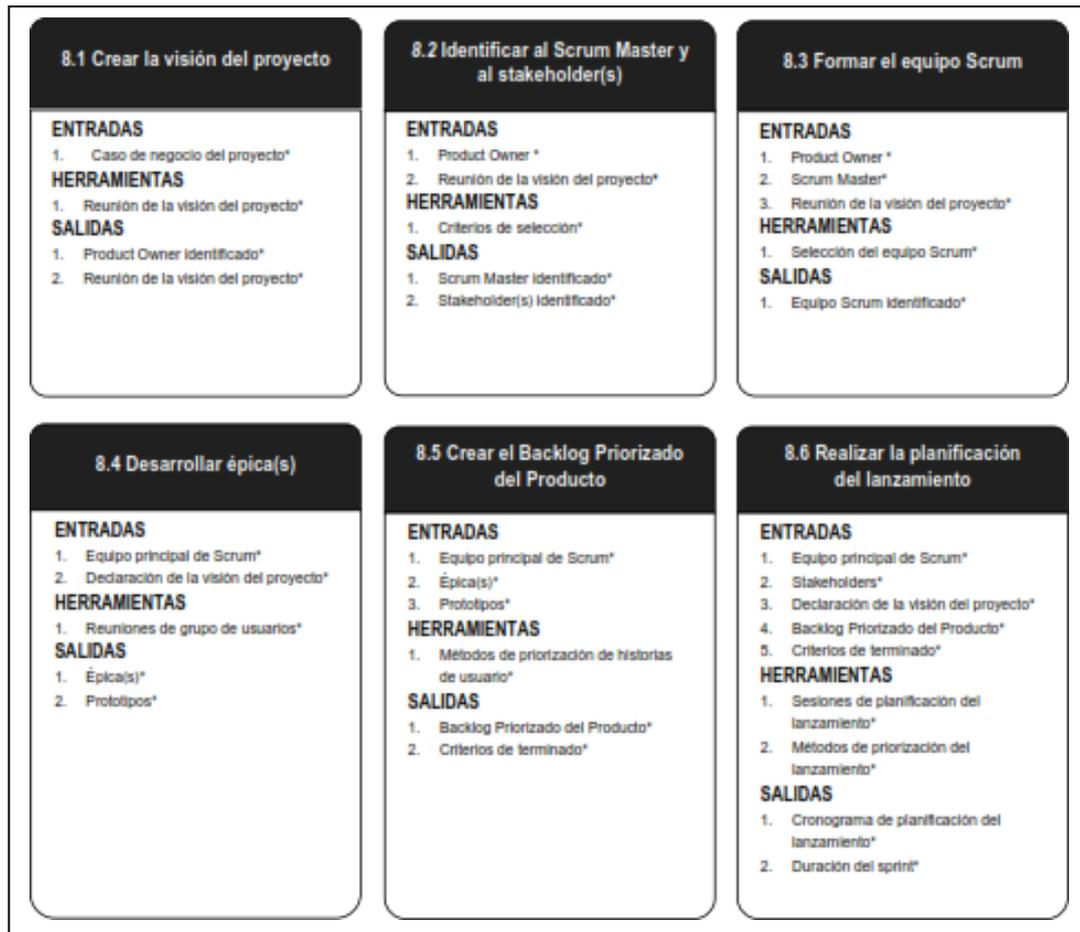 8.1 Crear la visión del proyecto
ENTRADAS
1. Caso de negocio del proyecto*
HERRAMIENTAS
1. Reunión de la visión del proyecto*
SALIDAS
1. Product Owner identificado*
2. Reunión de la visión del proyecto*
8.2 Identificar al Scrum Master y
al stakeholder(s)
ENTRADAS
1. Product Owner *
2. Reunión de la visión del proyecto*
HERRAMIENTAS
1. Criterios de selección*
SALIDAS
1. Scrum Master identificado*
2. Stakeholder(s) identificado*
8.3 Formar el equipo Scrum
ENTRADAS
1. Product Owner *
2. Scrum Master*
3. Reunión de la visión del proyecto*
HERRAMIENTAS
1. Selección del equipo Scrum*
SALIDAS
1. Equipo Scrum identificado*
8.4 Desarrollar épica(s)
ENTRADAS
1. Equipo principal de Scrum*
2. Declaración de la visión del proyecto*
HERRAMIENTAS
1. Reuniones de grupo de usuarios*
SALIDAS
1. Épica(s)*
2. Prototipos*
8.5 Crear el Backlog Priorizado
del Producto
ENTRADAS
1. Equipo principal de Scrum*
2. Épica(s)*
3. Prototipos*
HERRAMIENTAS
1. Métodos de priorización de historias
de usuario*
SALIDAS
1. Backlog Priorizado del Producto*
2. Criterios de terminado*
8.6 Realizar la planificación
del lanzamiento
ENTRADAS
1. Equipo principal de Scrum*
2. Stakeholders*
3. Declaración de la visión del proyecto*
4. Backlog Priorizado del Producto*
5. Criterios de terminado*
HERRAMIENTAS
1. Sesiones de planificación del
lanzamiento*
2. Métodos de priorización del
lanzamiento*
SALIDAS
1. Cronograma de planificación del
lanzamiento*
2. Duración del sprint*